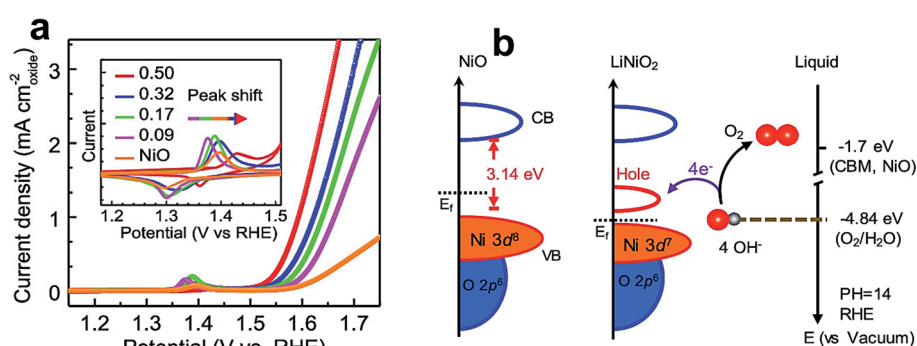 a
Current density (mA cm⁻²oxide)
3
2
1
0
1.2 1.3 1.4 1.5 1.6 1.7
Potential (V vs. RHE)
0.50
0.32
0.17
0.09
NiO
Peak shift
Current
1.2 1.3 1.4 1.5
Potential (V vs RHE)
b
NiO
CB
3.14 eV
Ef
Ni 3d⁸
VB
O 2p⁶
LiNiO₂
Hole
4e⁻
Ef
Ni 3d⁷
O 2p⁶
O₂
4 OH⁻
Liquid
-1.7 eV
(CBM, NiO)
-4.84 eV
(O₂/H₂O)
PH=14
RHE
E (vs Vacuum)